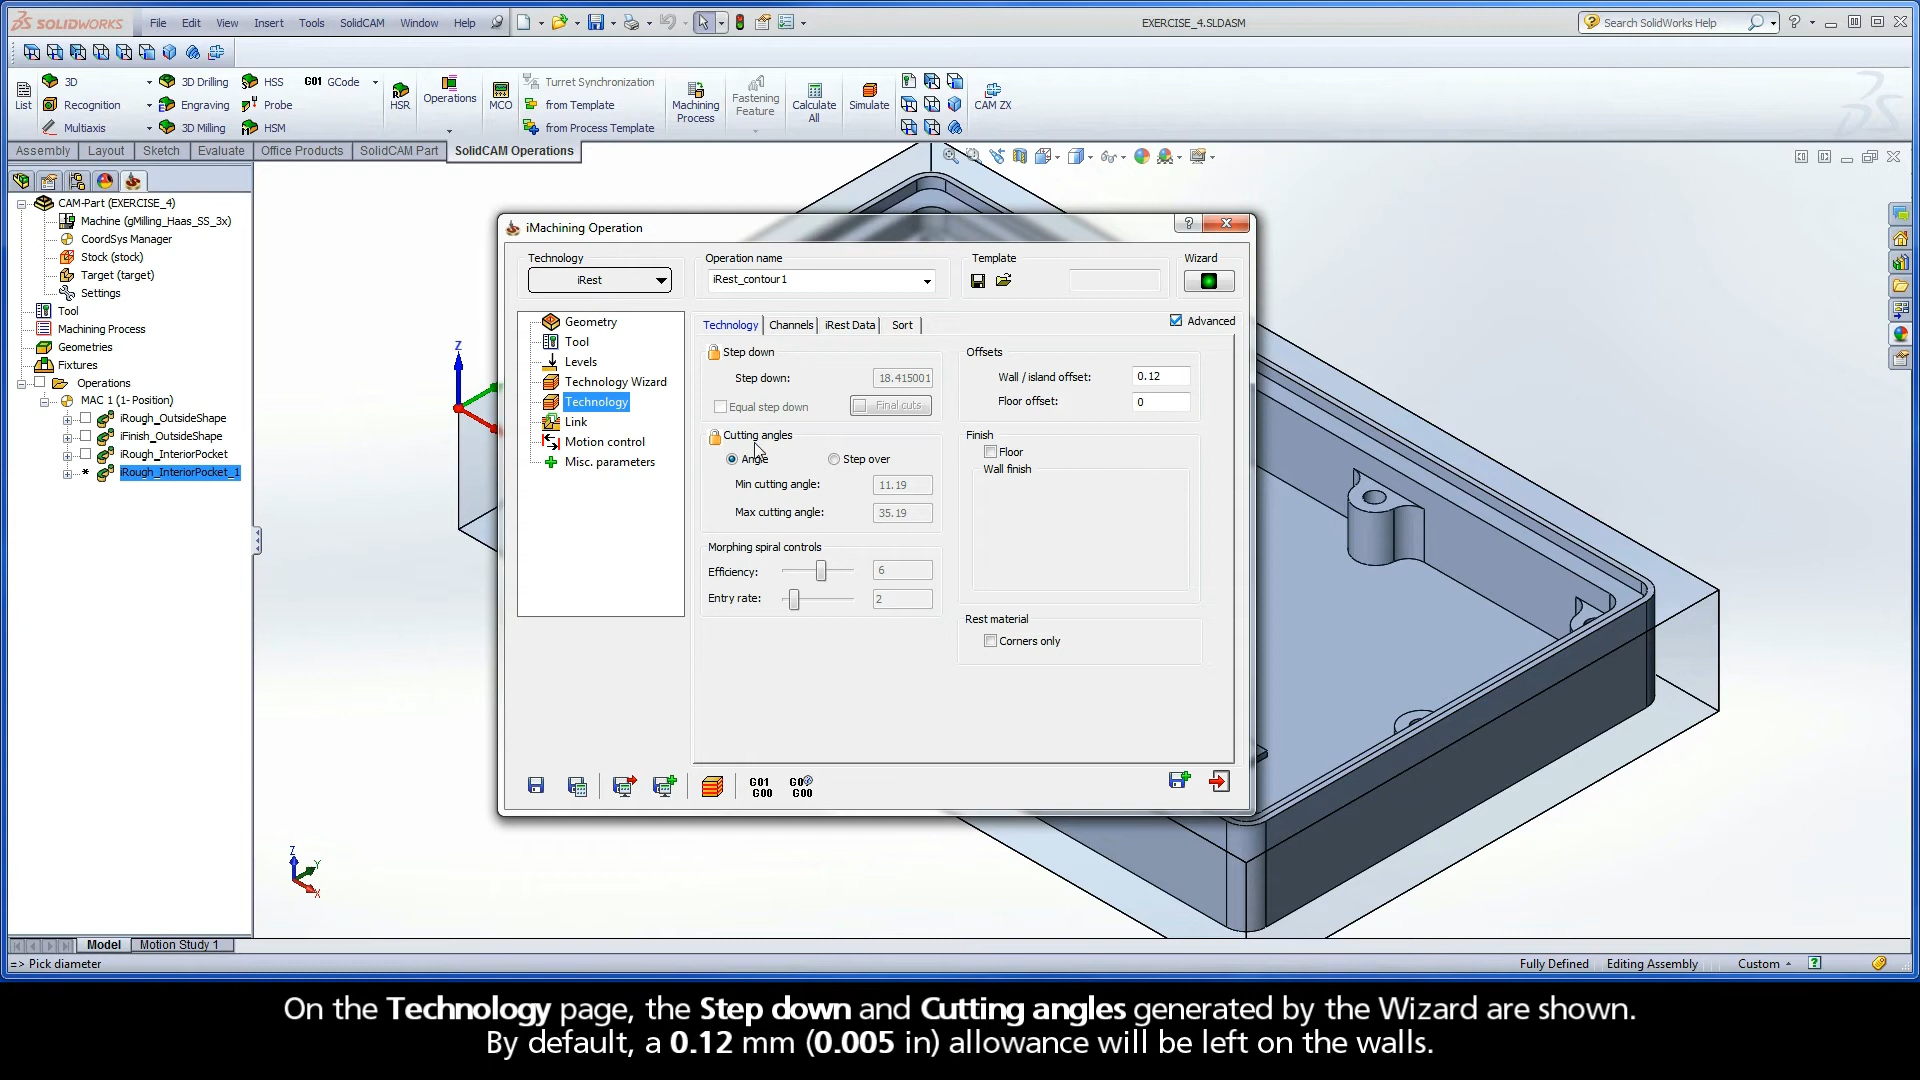 SOLIDWORKS File Edit View Insert Tools SolidCAM Window Help EXERCISE_4.SLDASM Search SolidWorks Help
3D 3D Drilling HSS G01 GCode Turret Synchronization
List Recognition Engraving Probe HSR Operations MCO from Template Machining Process Fastening Feature Calculate All Simulate CAM ZX
Multiaxis 3D Milling HSM from Process Template
Assembly Layout Sketch Evaluate Office Products SolidCAM Part SolidCAM Operations
CAM-Part (EXERCISE_4)
Machine (gMilling_Haas_SS_3x)
CoordSys Manager
Stock (stock)
Target (target)
Settings
Tool
Machining Process
Geometries
Fixtures
Operations
MAC 1 (1- Position)
iRough_OutsideShape
iFinish_OutsideShape
iRough_InteriorPocket
* iRough_InteriorPocket_1
Z
iMachining Operation
Technology Operation name Template Wizard
iRest iRest_contour1
Geometry
Tool
Levels
Technology Wizard
Technology
Link
Motion control
Misc. parameters
Technology Channels iRest Data Sort Advanced
Step down
Step down: 18.415001
Equal step down Final cuts
Cutting angles
Angle Step over
Min cutting angle: 11.19
Max cutting angle: 35.19
Morphing spiral controls
Efficiency: 6
Entry rate: 2
Offsets
Wall / island offset: 0.12
Floor offset: 0
Finish
Floor
Wall finish
Rest material
Corners only
G01 G00
G00
Z Y X
Model Motion Study 1
=> Pick diameter Fully Defined Editing Assembly Custom
On the Technology page, the Step down and Cutting angles generated by the Wizard are shown.
By default, a 0.12 mm (0.005 in) allowance will be left on the walls.